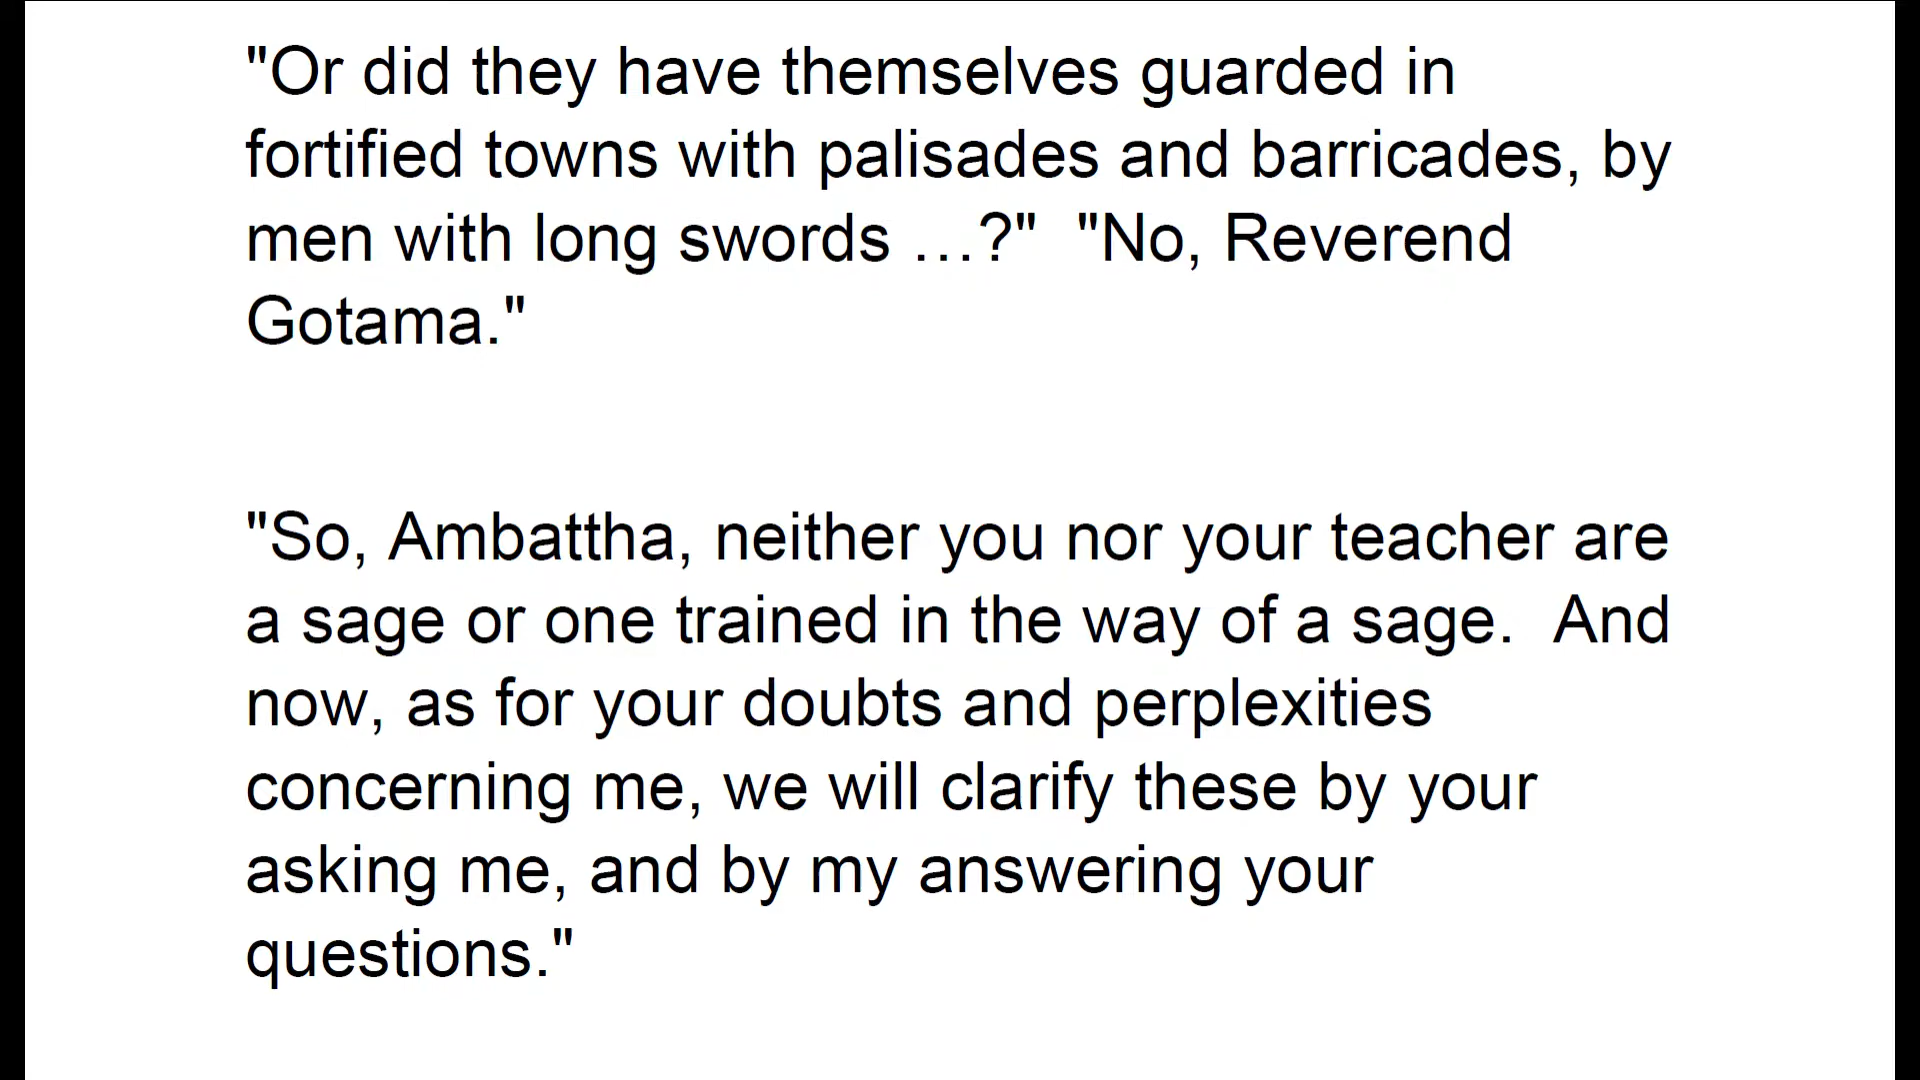 "Or did they have themselves guarded in
fortified towns with palisades and barricades, by
men with long swords …?"  "No, Reverend
Gotama."
"So, Ambattha, neither you nor your teacher are
a sage or one trained in the way of a sage.  And
now, as for your doubts and perplexities
concerning me, we will clarify these by your
asking me, and by my answering your
questions."